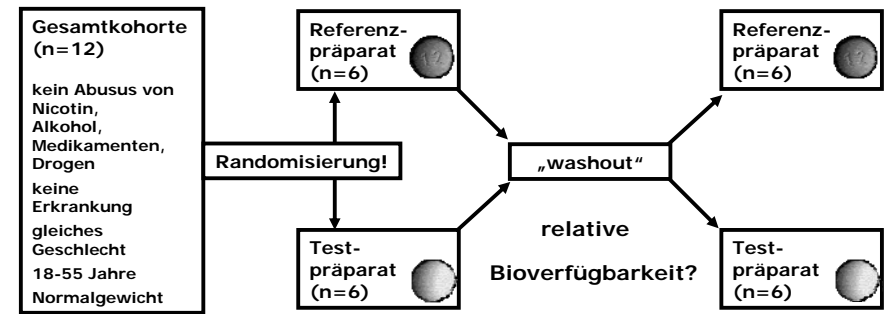 Gesamtkohorte
(n=12)
kein Abusus von
Nicotin,
Alkohol,
Medikamenten,
Drogen
keine
Erkrankung
gleiches
Geschlecht
18-55 Jahre
Normalgewicht
Randomisierung!
Referenz-
präparat
(n=6)
12
Test-
präparat
(n=6)
„washout“
relative
Bioverfügbarkeit?
Referenz-
präparat
(n=6)
12
Test-
präparat
(n=6)